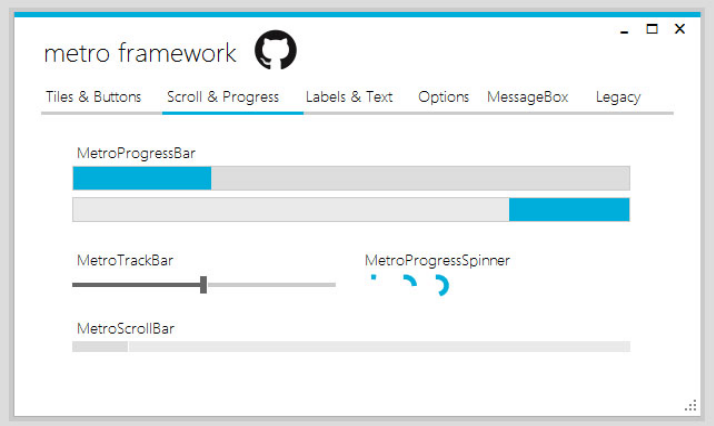 metro framework
Tiles & Buttons Scroll & Progress Labels & Text Options MessageBox Legacy
MetroProgressBar
MetroTrackBar MetroProgressSpinner
MetroScrollBar